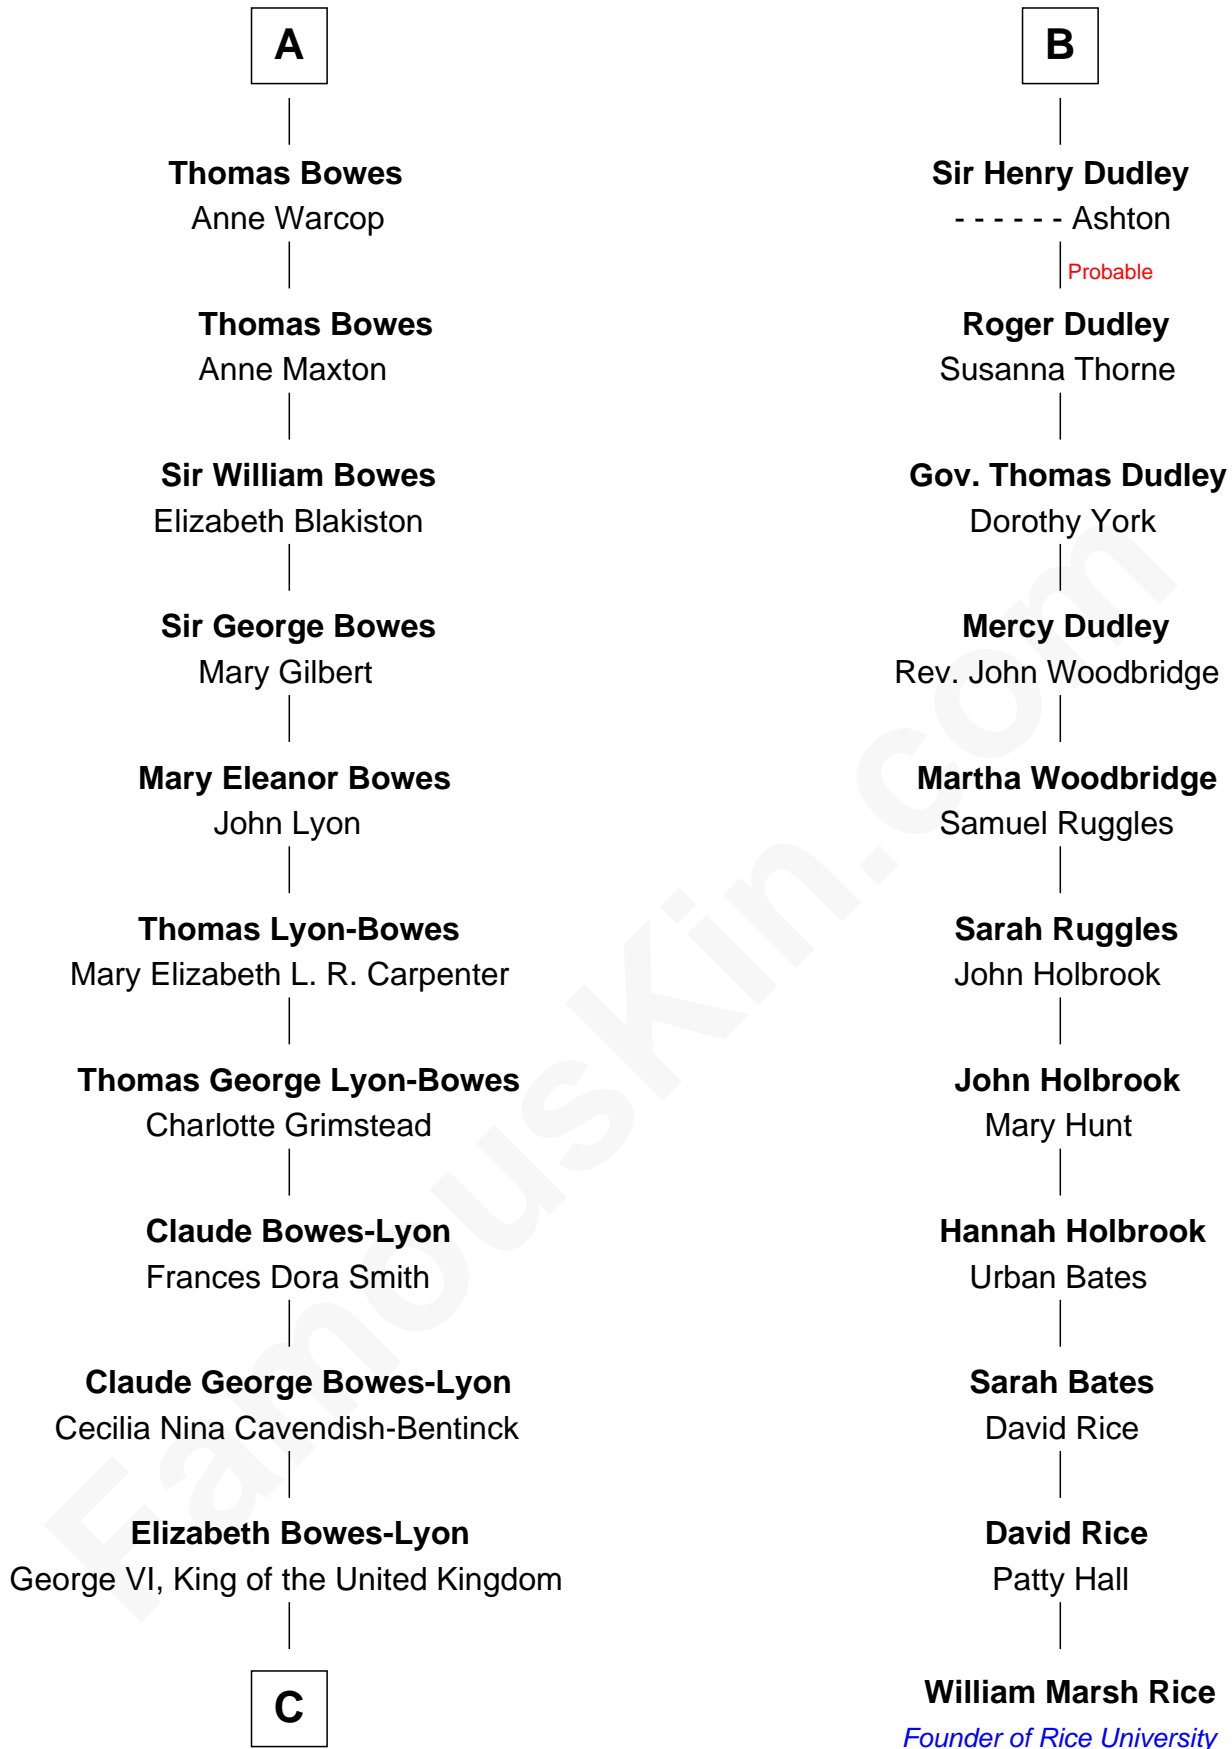 A
Thomas Bowes
Anne Warcop
Thomas Bowes
Anne Maxton
Sir William Bowes
Elizabeth Blakiston
Sir George Bowes
Mary Gilbert
Mary Eleanor Bowes
John Lyon
Thomas Lyon-Bowes
Mary Elizabeth L. R. Carpenter
Thomas George Lyon-Bowes
Charlotte Grimstead
Claude Bowes-Lyon
Frances Dora Smith
Claude George Bowes-Lyon
Cecilia Nina Cavendish-Bentinck
Elizabeth Bowes-Lyon
George VI, King of the United Kingdom
C
B
Sir Henry Dudley
- - - - - - Ashton
Probable
Roger Dudley
Susanna Thorne
Gov. Thomas Dudley
Dorothy York
Mercy Dudley
Rev. John Woodbridge
Martha Woodbridge
Samuel Ruggles
Sarah Ruggles
John Holbrook
John Holbrook
Mary Hunt
Hannah Holbrook
Urban Bates
Sarah Bates
David Rice
David Rice
Patty Hall
William Marsh Rice
Founder of Rice University
FamousKin.com